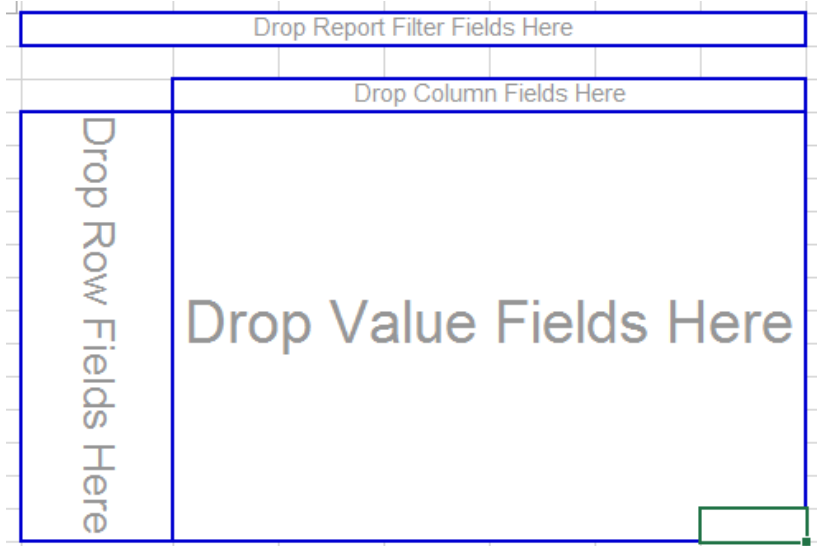 Drop Report Filter Fields Here
Drop Column Fields Here
Drop Row Fields Here
Drop Value Fields Here